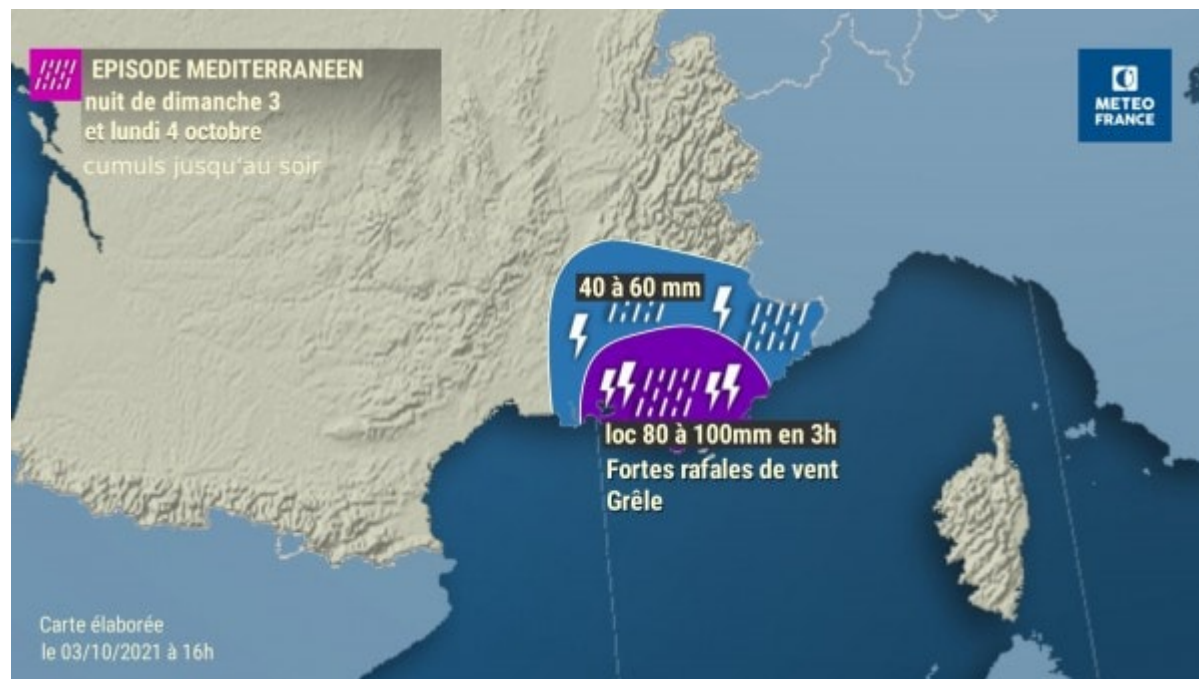 EPISODE MEDITERRANEEN
nuit de dimanche 3
et lundi 4 octobre
cumuls jusqu'au soir
METEO
FRANCE
40 à 60 mm
loc 80 à 100mm en 3h
Fortes rafales de vent
Grêle
Carte élaborée
le 03/10/2021 à 16h